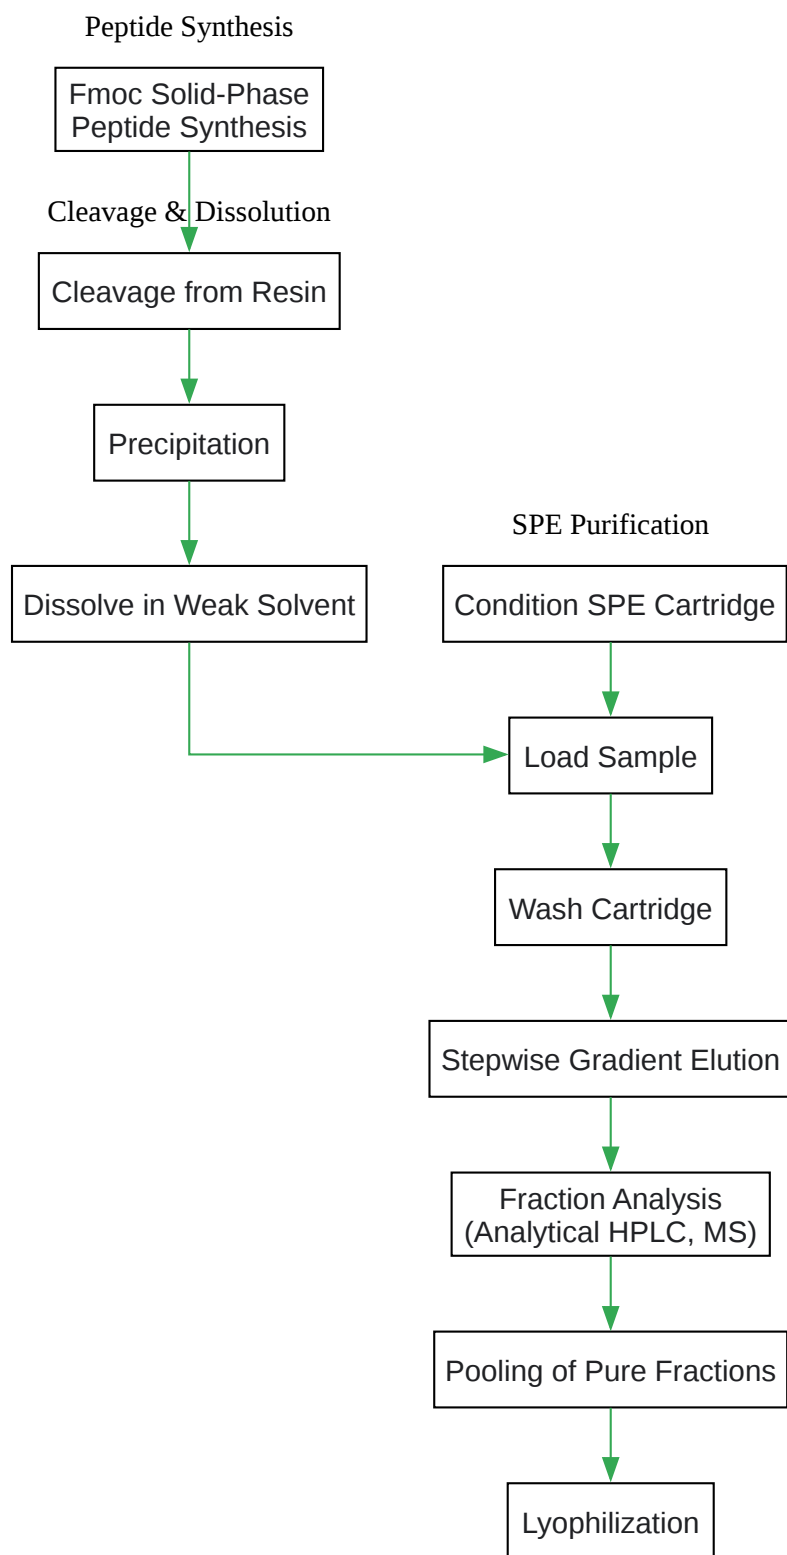 Peptide Synthesis
Fmoc Solid-Phase
Peptide Synthesis
Cleavage & Dissolution
Cleavage from Resin
Precipitation
Dissolve in Weak Solvent
SPE Purification
Condition SPE Cartridge
Load Sample
Wash Cartridge
Stepwise Gradient Elution
Fraction Analysis
(Analytical HPLC, MS)
Pooling of Pure Fractions
Lyophilization